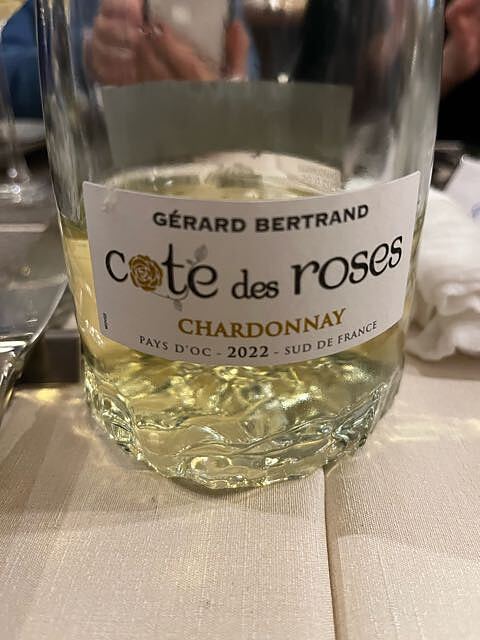 GÉRARD BERTRAND
cote des roses
CHARDONNAY
PAYS D'OC - 2022 - SUD DE FRANCE